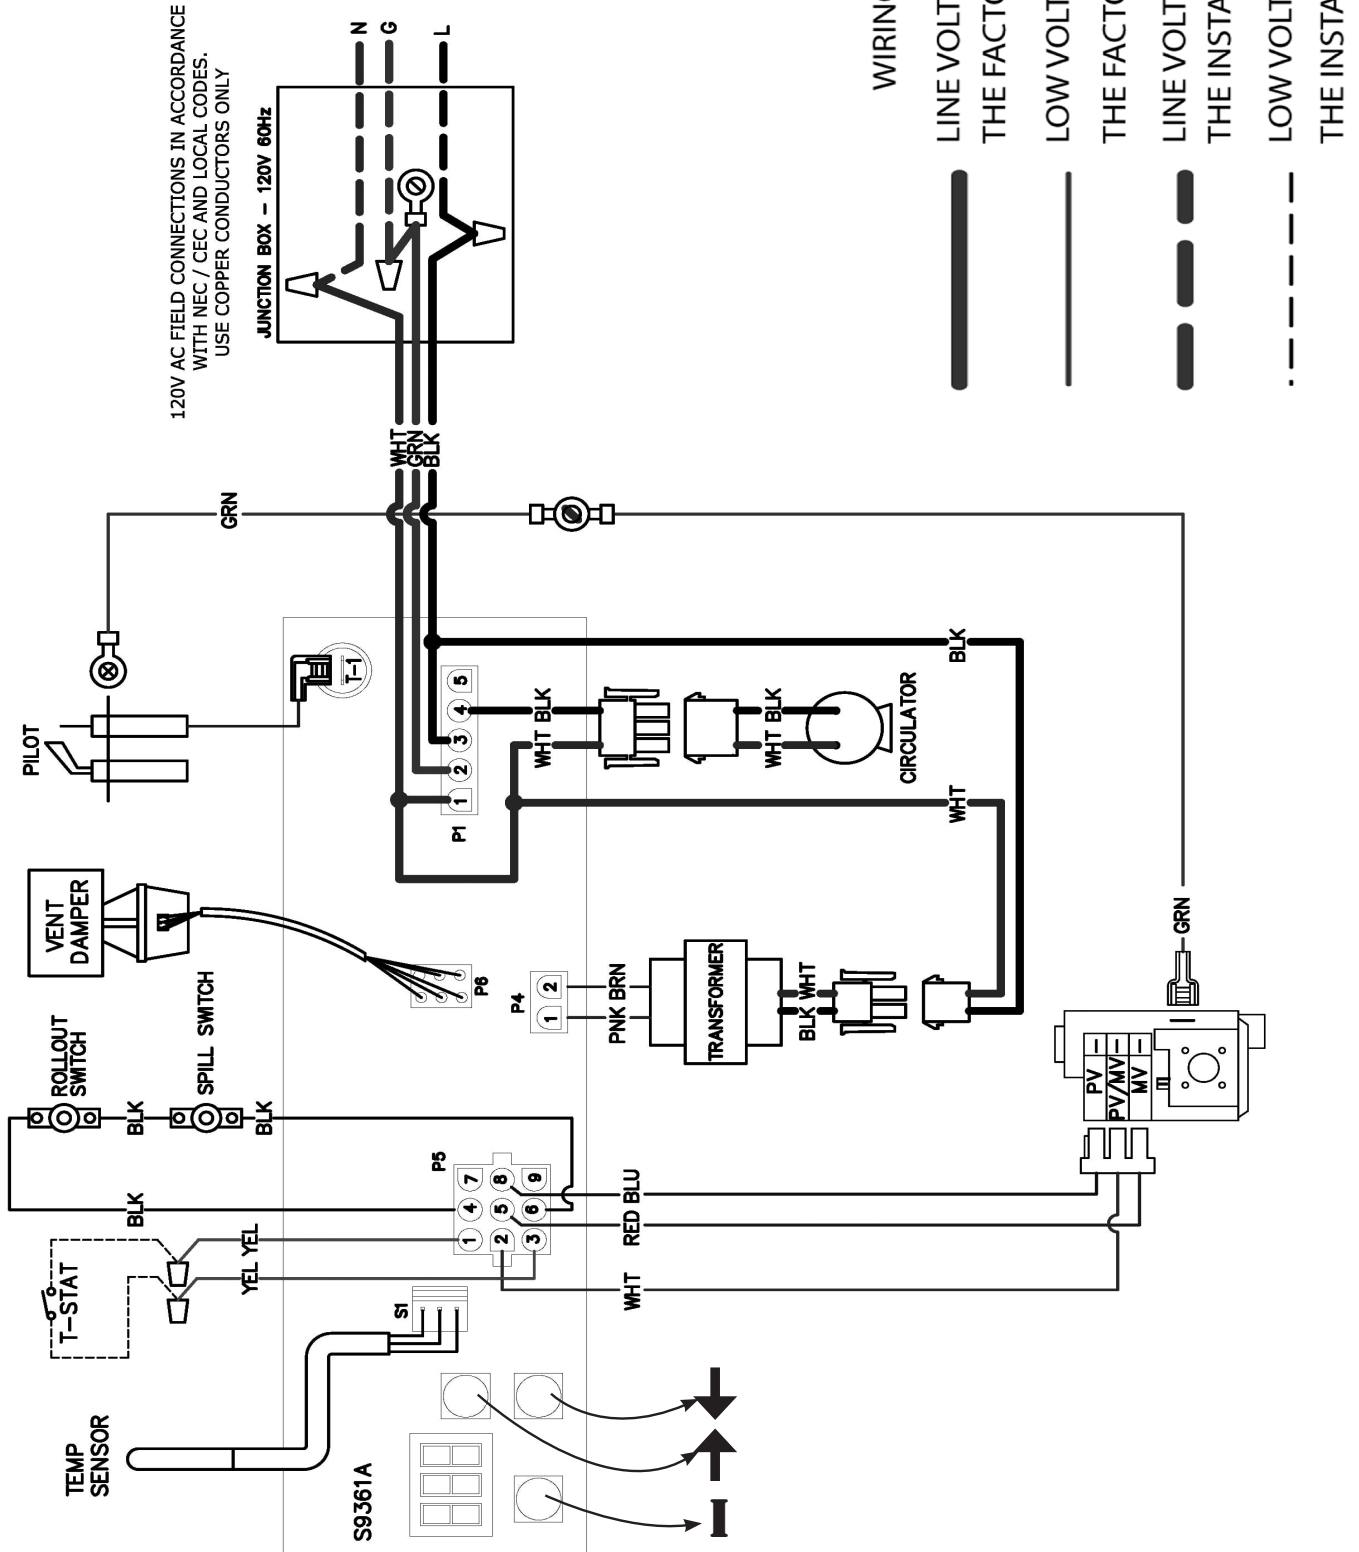 120V AC FIELD CONNECTIONS IN ACCORDANCE
WITH NEC / CEC AND LOCAL CODES.
USE COPPER CONDUCTORS ONLY
JUNCTION BOX – 120V 60Hz
N
G
L
WHT
GRN
BLK
GRN
PILOT
T-1
VENT
DAMPER
P6
ROLLOUT
SWITCH
SPILL SWITCH
BLK
BLK
BLK
T-STAT
YEL
YEL
TEMP
SENSOR
S1
S9361A
P5
7
8
9
4
5
6
1
2
3
P4
1
2
P1
1
2
3
4
5
WHT
BLK
WHT
BLK
CIRCULATOR
BLK
WHT
PNK
BRN
TRANSFORMER
BLK
WHT
GRN
WHT
RED
BLU
PV
PV/MV
MV
WIRING
LINE VOLT
THE FACTO
LOW VOLT
THE FACTO
LINE VOLT
THE INSTA
LOW VOLT
THE INSTA